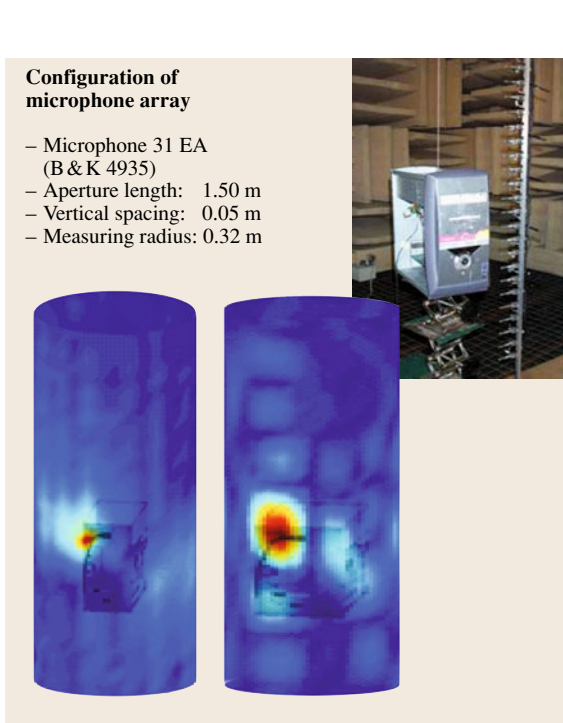 Configuration of
microphone array
– Microphone 31 EA
(B & K 4935)
– Aperture length: 1.50 m
– Vertical spacing: 0.05 m
– Measuring radius: 0.32 m